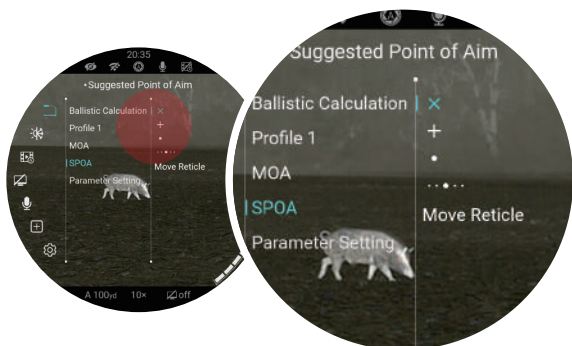 20:35
•Suggested Point of Aim
Ballistic Calculation
Profile 1
MOA
SPOA
Parameter Setting
Move Reticle
A 100yd 10× off
Suggested Point of Aim
Ballistic Calculation
Profile 1
MOA
SPOA
Parameter Setting
Move Reticle